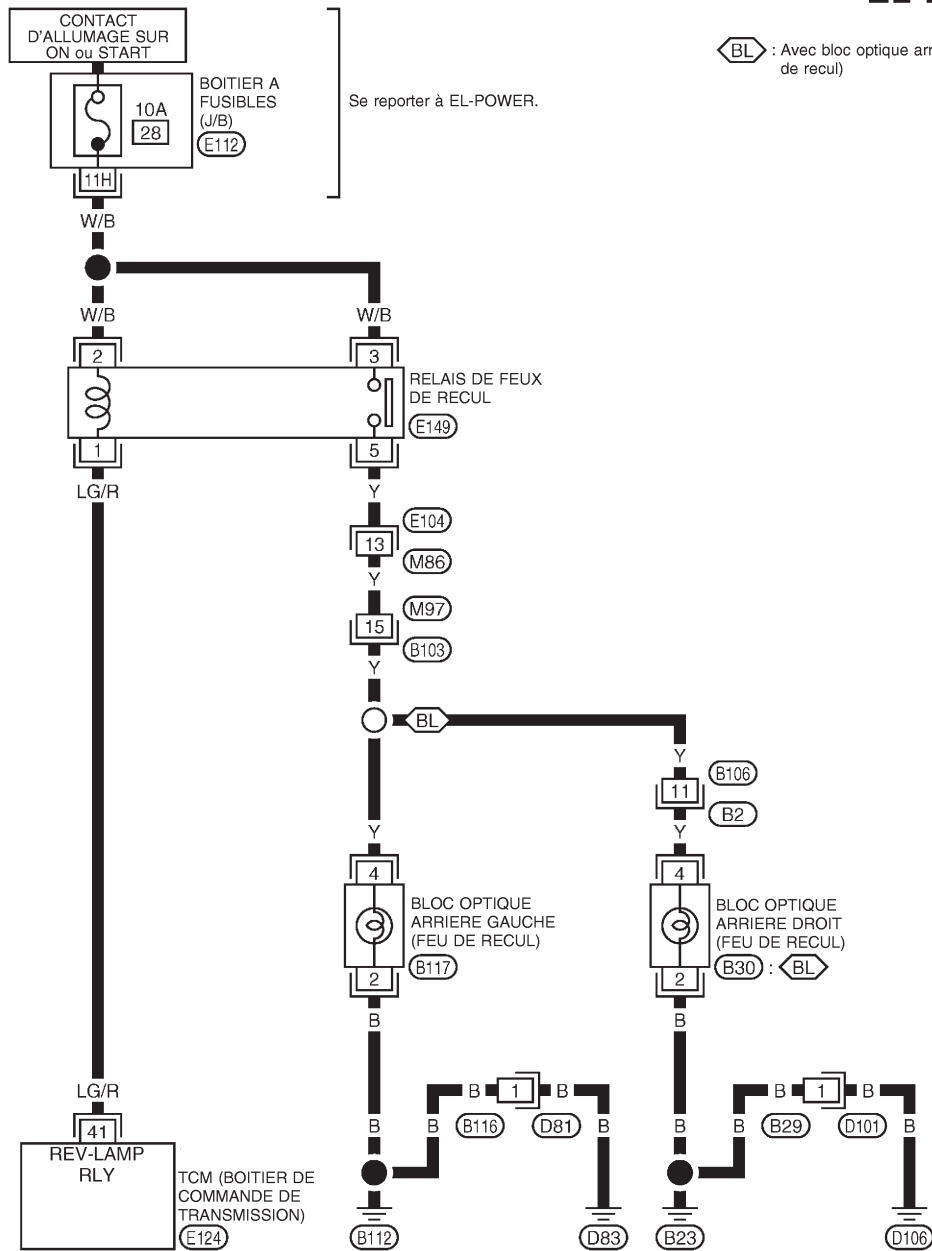 CONTACT
D'ALLUMAGE SUR
ON ou START
BL : Avec bloc optique
de recul)
BOITIER A
FUSIBLES
(J/B)
E112
10A
28
Se reporter à EL-POWER.
11H
W/B
W/B
W/B
2
3
RELAIS DE FEUX
DE RECUL
E149
1
5
LG/R
Y
E104
13
M86
Y
M97
15
B103
Y
BL
Y
B106
11
B2
Y
Y
4
4
BLOC OPTIQUE
ARRIERE GAUCHE
(FEU DE RECUL)
B117
BLOC OPTIQUE
ARRIERE DROIT
(FEU DE RECUL)
B30 : BL
2
2
B
B
LG/R
B
1
B
B
1
B
41
B
B
B116
D81
B
B
B
B29
D101
B
REV-LAMP
RLY
TCM (BOITIER DE
COMMANDE DE
TRANSMISSION)
E124
B112
D83
B23
D106